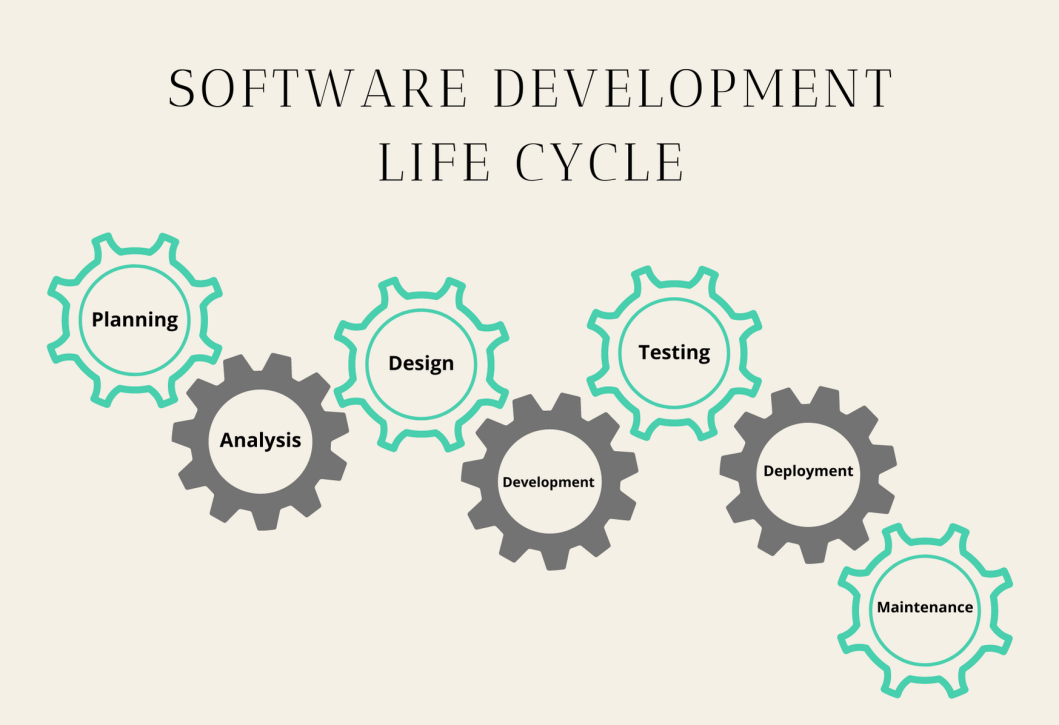 SOFTWARE DEVELOPMENT
LIFE CYCLE
Planning
Analysis
Design
Development
Testing
Deployment
Maintenance